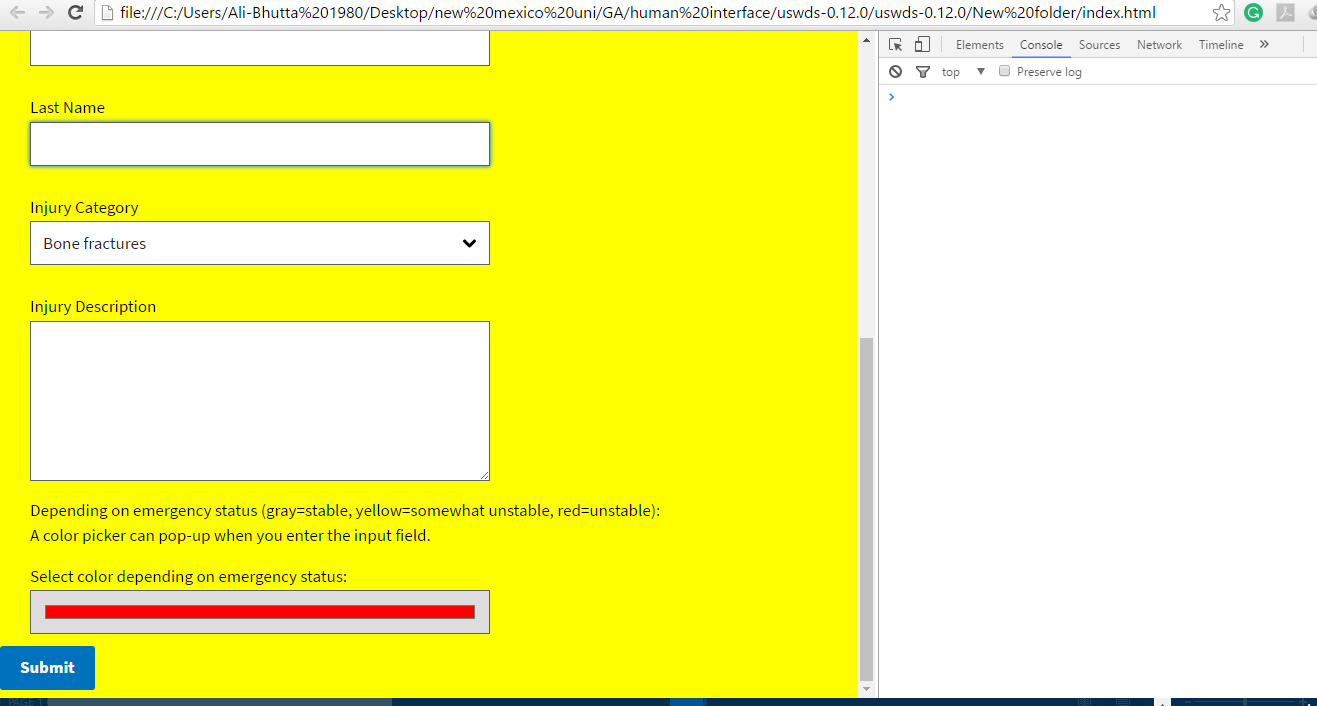 file:///C:/Users/Ali-Bhutta%201980/Desktop/new%20mexico%20uni/GA/human%20interface/uswds-0.12.0/uswds-0.12.0/New%20folder/index.html
Elements Console Sources Network Timeline »
top ▼ Preserve log
>
Last Name
Injury Category
Bone fractures
Injury Description
Depending on emergency status (gray=stable, yellow=somewhat unstable, red=unstable):
A color picker can pop-up when you enter the input field.
Select color depending on emergency status:
Submit
PAGE 1